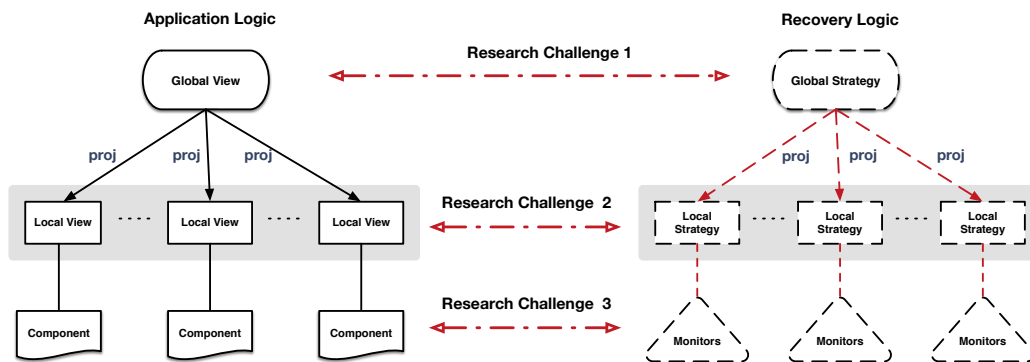 Application Logic
Recovery Logic
Research Challenge 1
Global View
Global Strategy
proj proj proj
proj proj proj
Research Challenge 2
Local View ..... Local View ..... Local View
Local
Strategy
.....
Local
Strategy
.....
Local
Strategy
Research Challenge 3
Component Component Component
Monitors Monitors Monitors